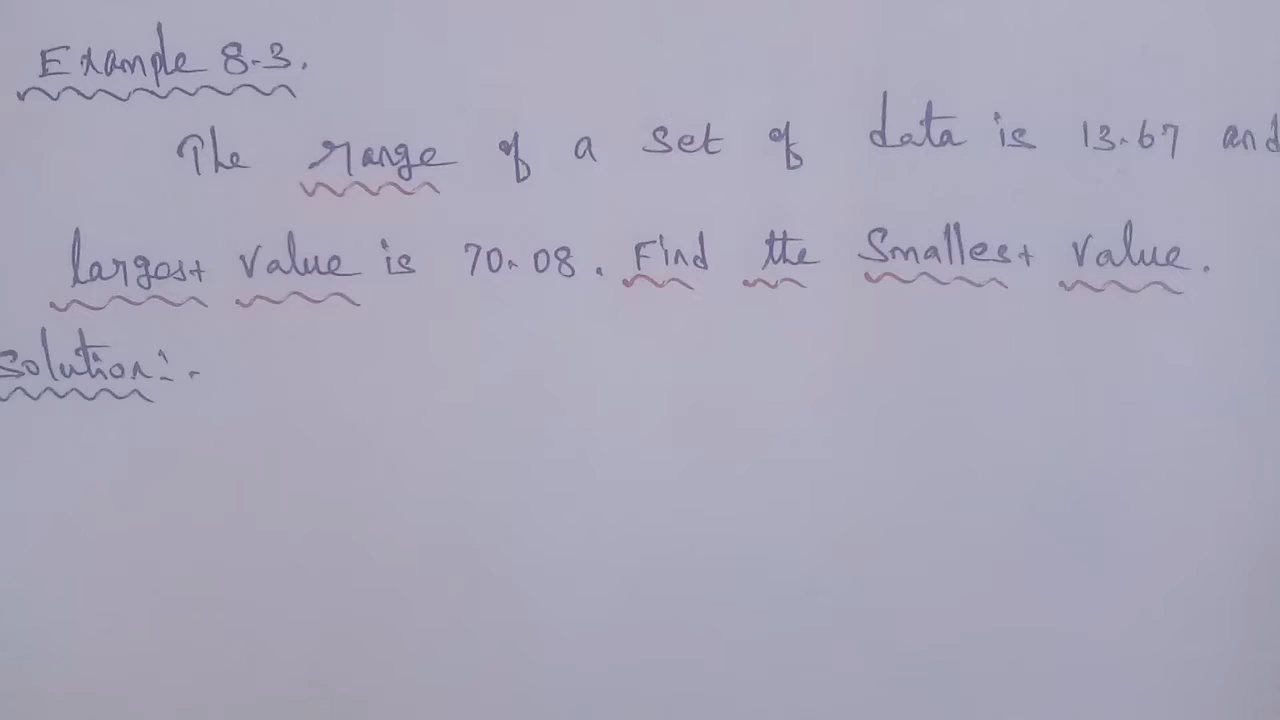 Example 8.3.
The range of a set of data is 13.67 and
largest value is 70.08. Find the Smallest value.
Solution:-